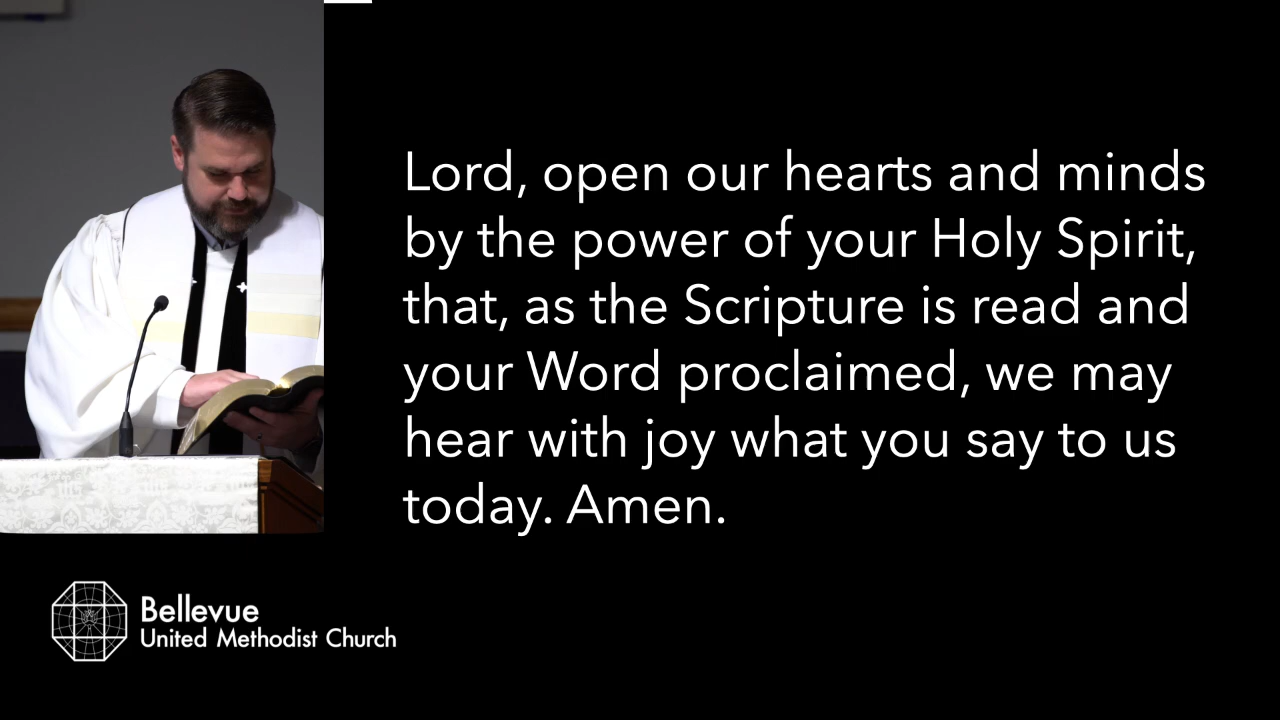 Lord, open our hearts and minds
by the power of your Holy Spirit,
that, as the Scripture is read and
your Word proclaimed, we may
hear with joy what you say to us
today. Amen.
Bellevue
United Methodist Church